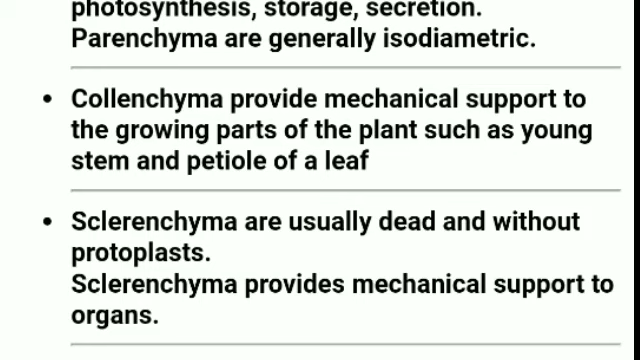 photosynthesis, storage, secretion.
Parenchyma are generally isodiametric.
• Collenchyma provide mechanical support to
the growing parts of the plant such as young
stem and petiole of a leaf
• Sclerenchyma are usually dead and without
protoplasts.
Sclerenchyma provides mechanical support to
organs.